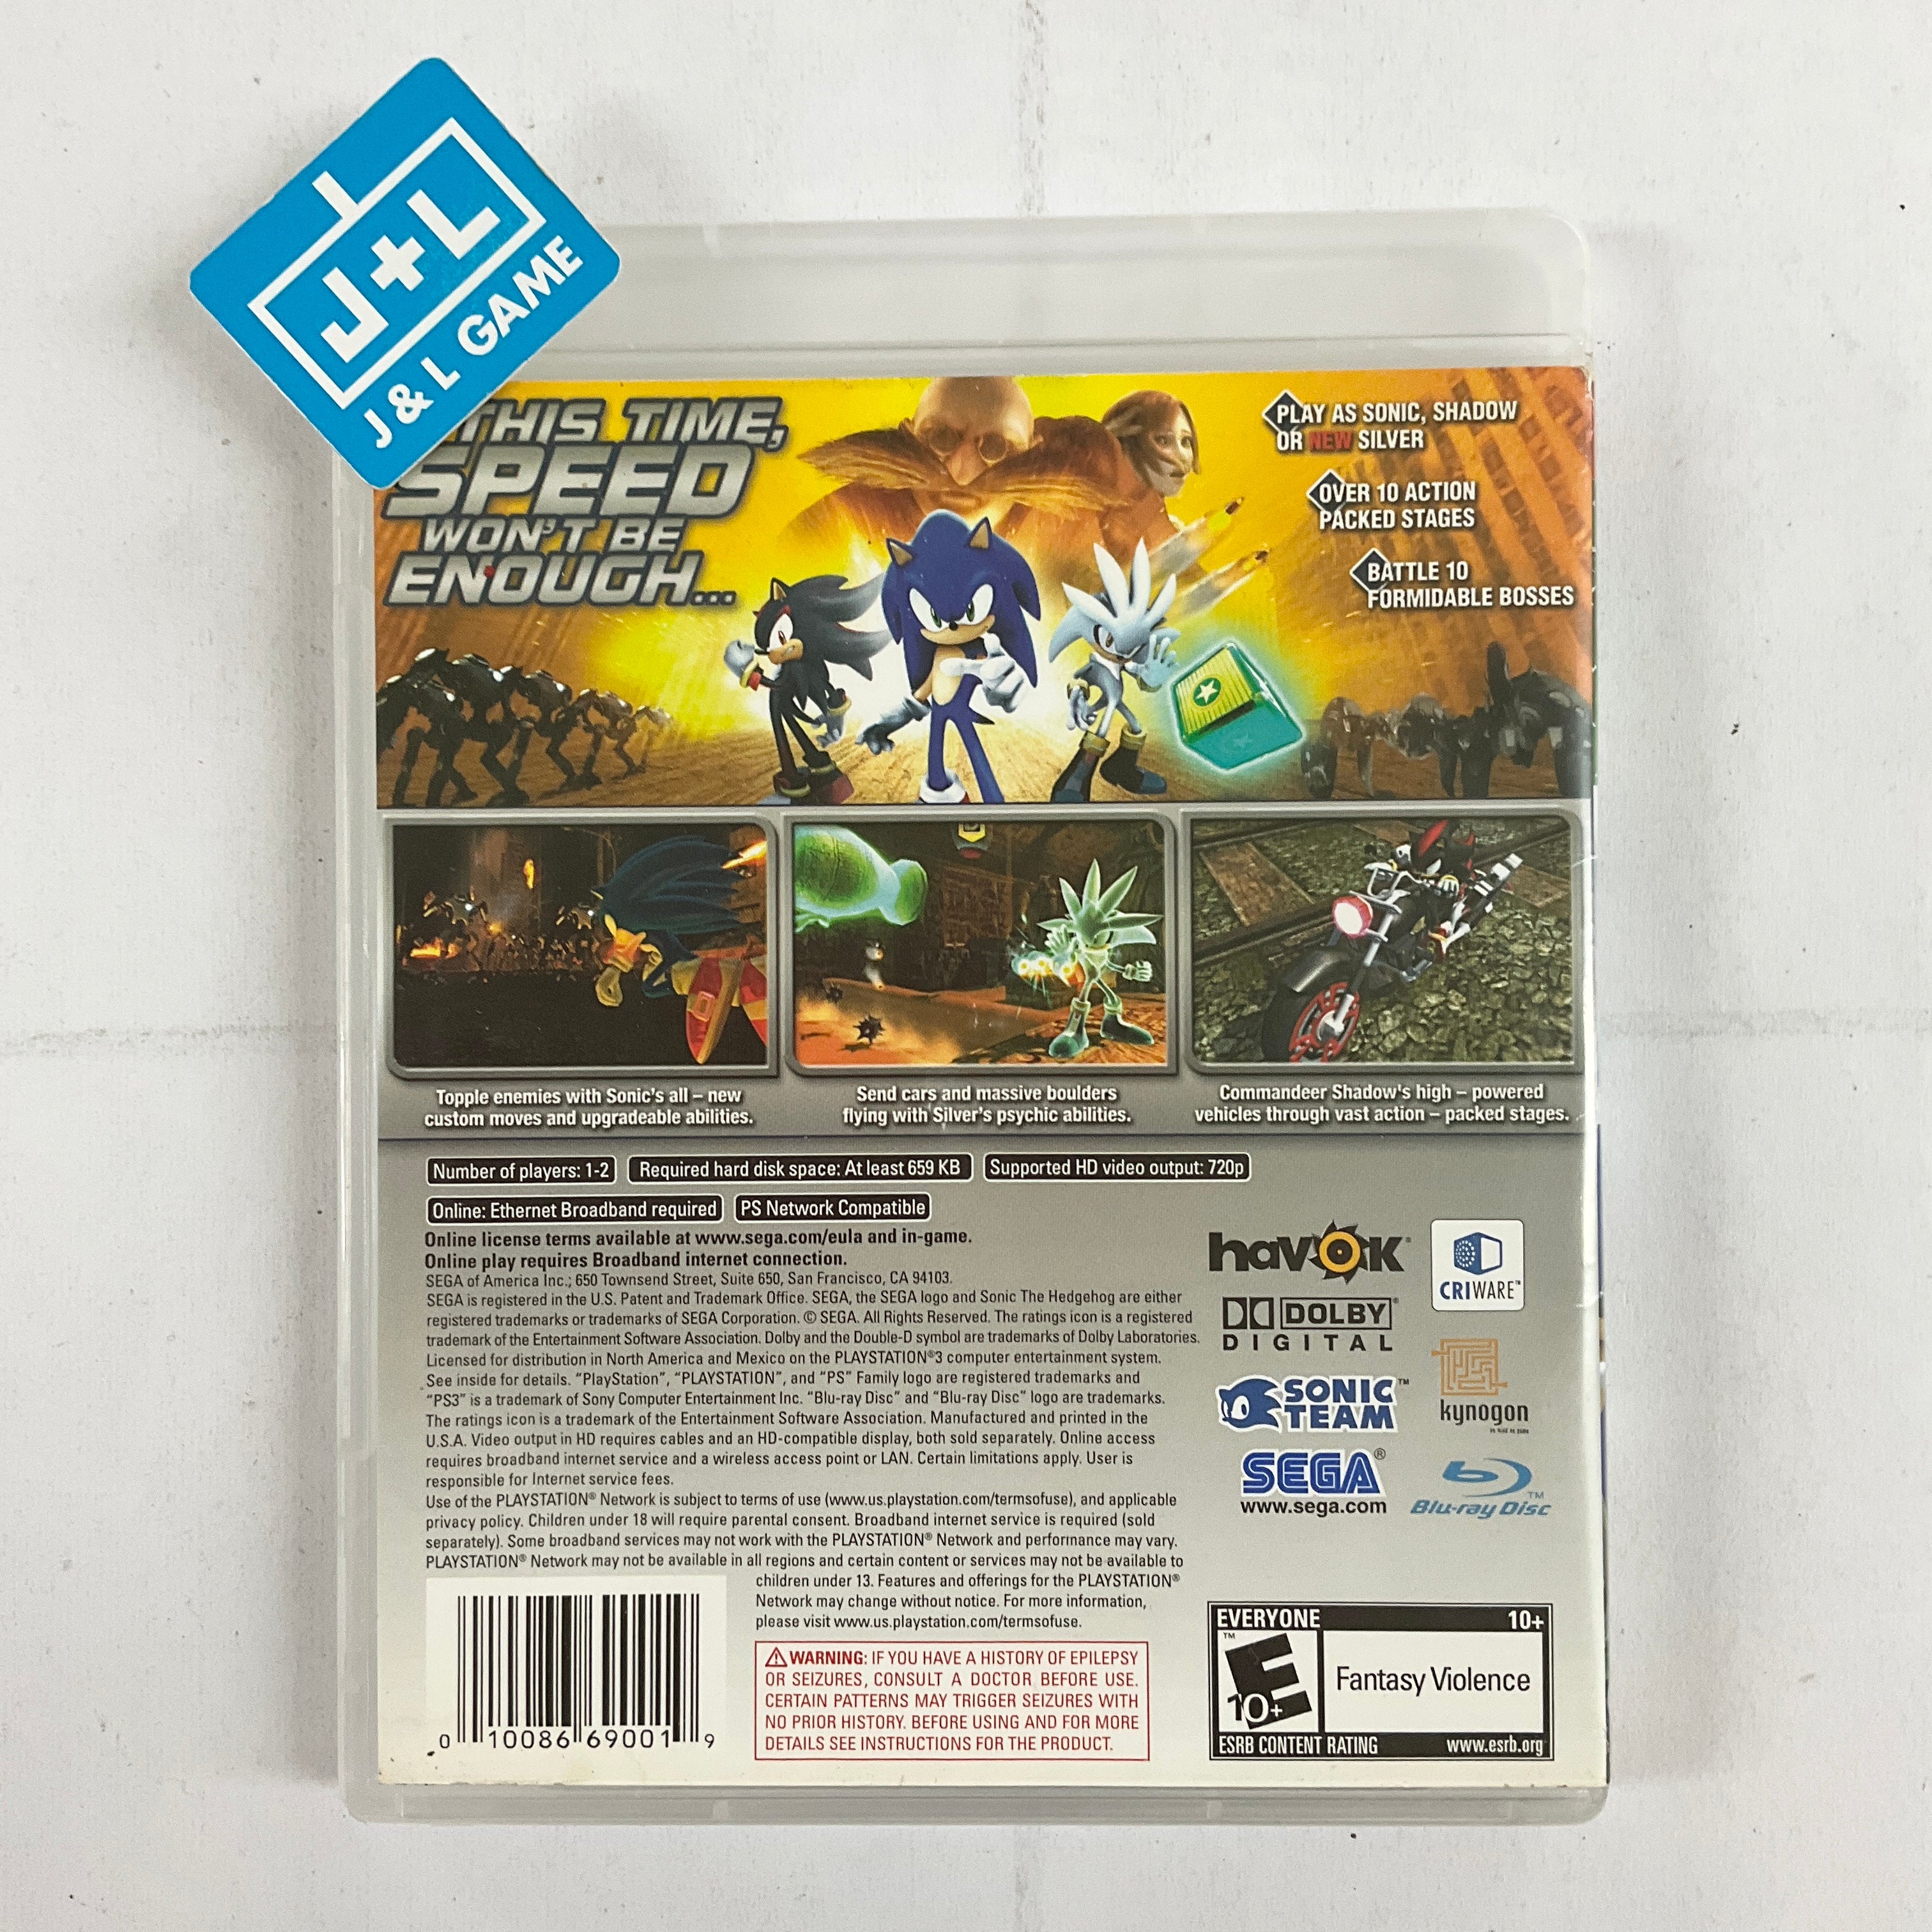 J+L
J & L GAME
THIS TIME,
SPEED
WON'T BE
ENOUGH...
PLAY AS SONIC, SHADOW
OR NEW SILVER
OVER 10 ACTION
PACKED STAGES
BATTLE 10
FORMIDABLE BOSSES
Topple enemies with Sonic's all – new
custom moves and upgradeable abilities.
Send cars and massive boulders
flying with Silver's psychic abilities.
Commandeer Shadow's high – powered
vehicles through vast action – packed stages.
Number of players: 1-2
Required hard disk space: At least 659 KB
Supported HD video output: 720p
Online: Ethernet Broadband required
PS Network Compatible
Online license terms available at www.sega.com/eula and in-game.
Online play requires Broadband internet connection.
SEGA of America Inc.; 650 Townsend Street, Suite 650, San Francisco, CA 94103.
SEGA is registered in the U.S. Patent and Trademark Office. SEGA, the SEGA logo and Sonic The Hedgehog are either
registered trademarks or trademarks of SEGA Corporation. © SEGA. All Rights Reserved. The ratings icon is a registered
trademark of the Entertainment Software Association. Dolby and the Double-D symbol are trademarks of Dolby Laboratories.
Licensed for distribution in North America and Mexico on the PLAYSTATION®3 computer entertainment system.
See inside for details. “PlayStation”, “PLAYSTATION”, and “PS” Family logo are registered trademarks and
“PS3” is a trademark of Sony Computer Entertainment Inc. “Blu-ray Disc” and “Blu-ray Disc” logo are trademarks.
The ratings icon is a trademark of the Entertainment Software Association. Manufactured and printed in the
U.S.A. Video output in HD requires cables and an HD-compatible display, both sold separately. Online access
requires broadband internet service and a wireless access point or LAN. Certain limitations apply. User is
responsible for Internet service fees.
Use of the PLAYSTATION® Network is subject to terms of use (www.us.playstation.com/termsofuse), and applicable
privacy policy. Children under 18 will require parental consent. Broadband internet service is required (sold
separately). Some broadband services may not work with the PLAYSTATION® Network and performance may vary.
PLAYSTATION® Network may not be available in all regions and certain content or services may not be available to
children under 13. Features and offerings for the PLAYSTATION®
Network may change without notice. For more information,
please visit www.us.playstation.com/termsofuse.
WARNING: IF YOU HAVE A HISTORY OF EPILEPSY
OR SEIZURES, CONSULT A DOCTOR BEFORE USE.
CERTAIN PATTERNS MAY TRIGGER SEIZURES WITH
NO PRIOR HISTORY. BEFORE USING AND FOR MORE
DETAILS SEE INSTRUCTIONS FOR THE PRODUCT.
0 10086 69001 9
havok®
CRIWARE™
DOLBY®
DIGITAL
SONIC™
TEAM
kynogon
SEGA®
www.sega.com
Blu-ray Disc™
EVERYONE 10+
™
E
10+
Fantasy Violence
ESRB CONTENT RATING www.esrb.org